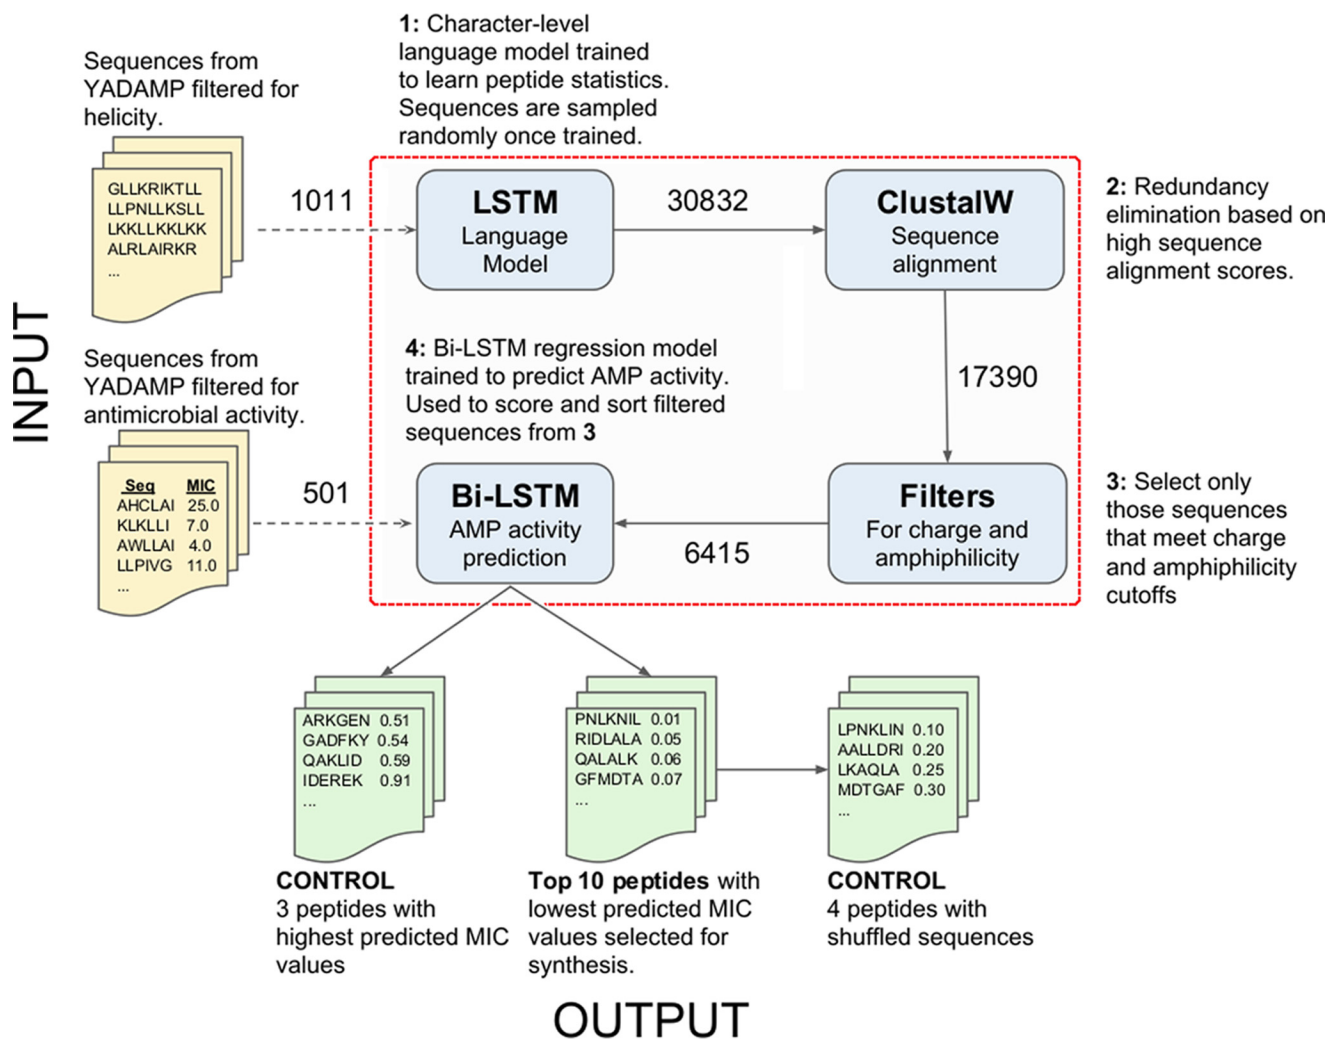 1: Character-level
language model trained
to learn peptide statistics.
Sequences are sampled
randomly once trained.
Sequences from
YADAMP filtered for
helicity.
GLLKRIKTLL
LLPNLLKSLL
LKKLLKKLKK
ALRLAIRKR
...
1011
LSTM
Language
Model
30832
ClustalW
Sequence
alignment
2: Redundancy
elimination based on
high sequence
alignment scores.
INPUT
17390
Sequences from
YADAMP filtered for
antimicrobial activity.
Seq MIC
AHCLAI 25.0
KLKLLI 7.0
AWLLAI 4.0
LLPIVG 11.0
...
501
4: Bi-LSTM regression model
trained to predict AMP activity.
Used to score and sort filtered
sequences from 3
Bi-LSTM
AMP activity
prediction
6415
Filters
For charge and
amphiphilicity
3: Select only
those sequences
that meet charge
and amphiphilicity
cutoffs
ARKGEN 0.51
GADFKY 0.54
QAKLID 0.59
IDEREK 0.91
...
CONTROL
3 peptides with
highest predicted MIC
values
PNLKNIL 0.01
RIDLALA 0.05
QALALK 0.06
GFMDTA 0.07
...
Top 10 peptides with
lowest predicted MIC
values selected for
synthesis.
LPNKLIN 0.10
AALLDRI 0.20
LKAQLA 0.25
MDTGAF 0.30
...
CONTROL
4 peptides with
shuffled sequences
OUTPUT